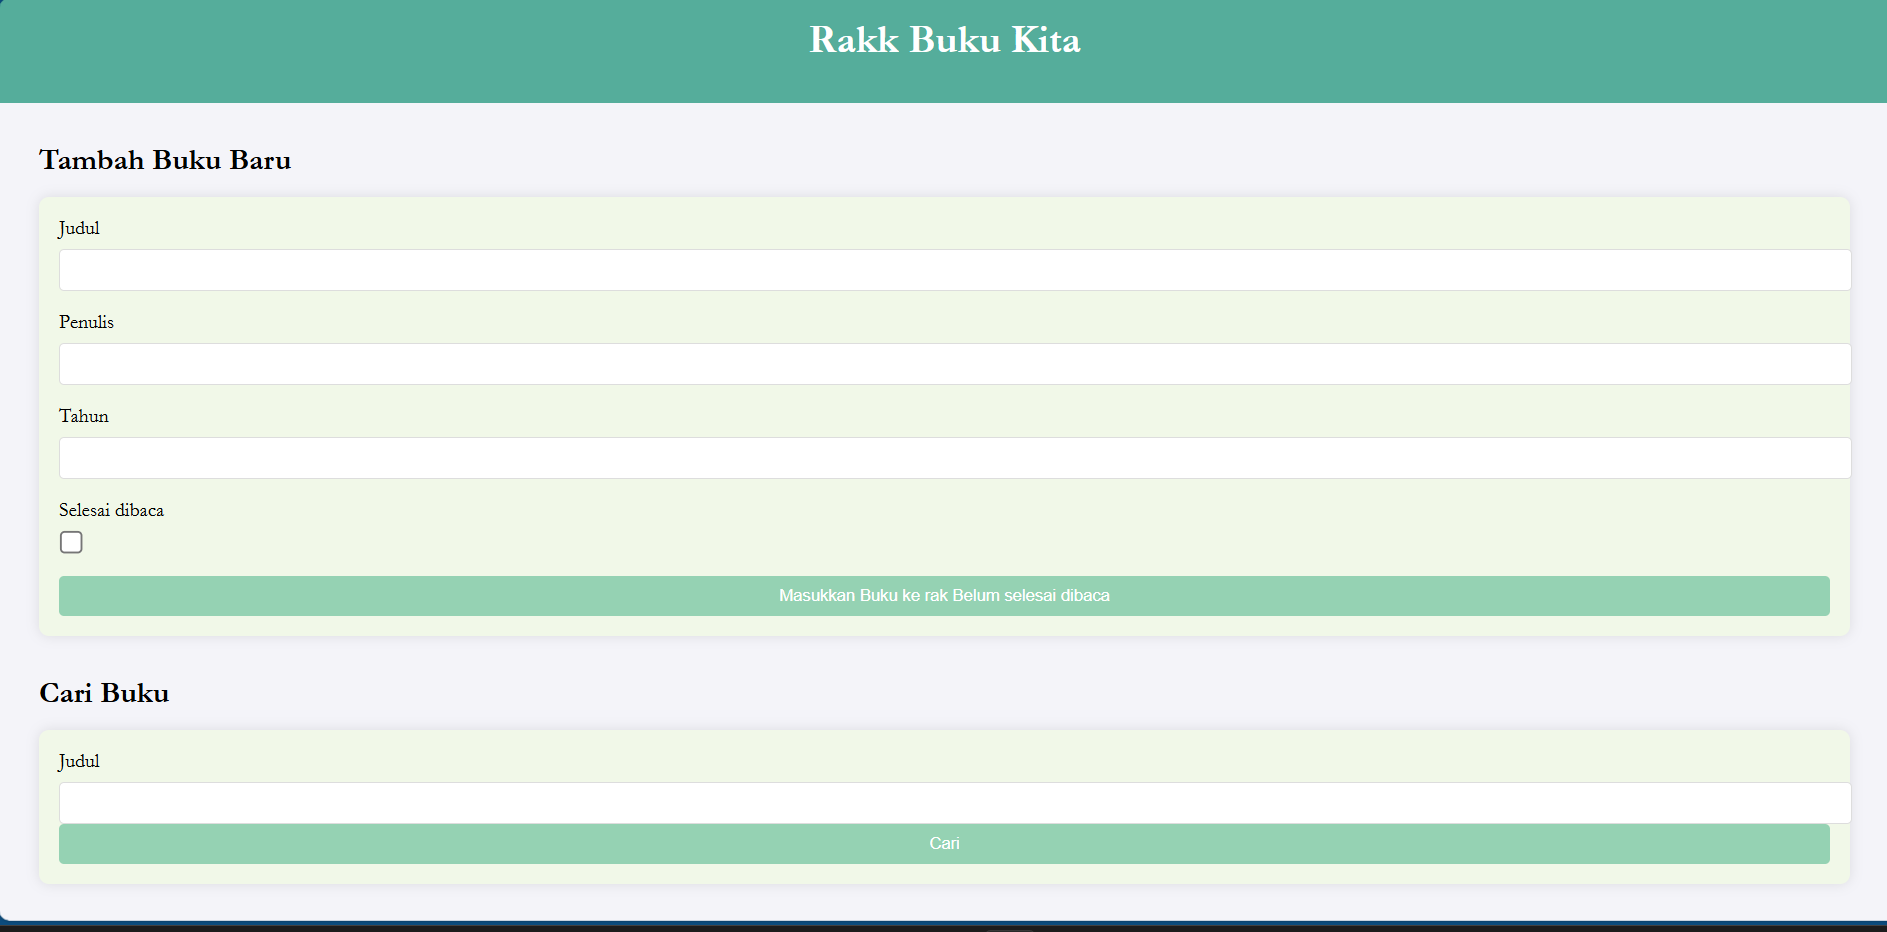 Rakk Buku Kita
Tambah Buku Baru
Judul
Penulis
Tahun
Selesai dibaca
Masukkan Buku ke rak Belum selesai dibaca
Cari Buku
Judul
Cari